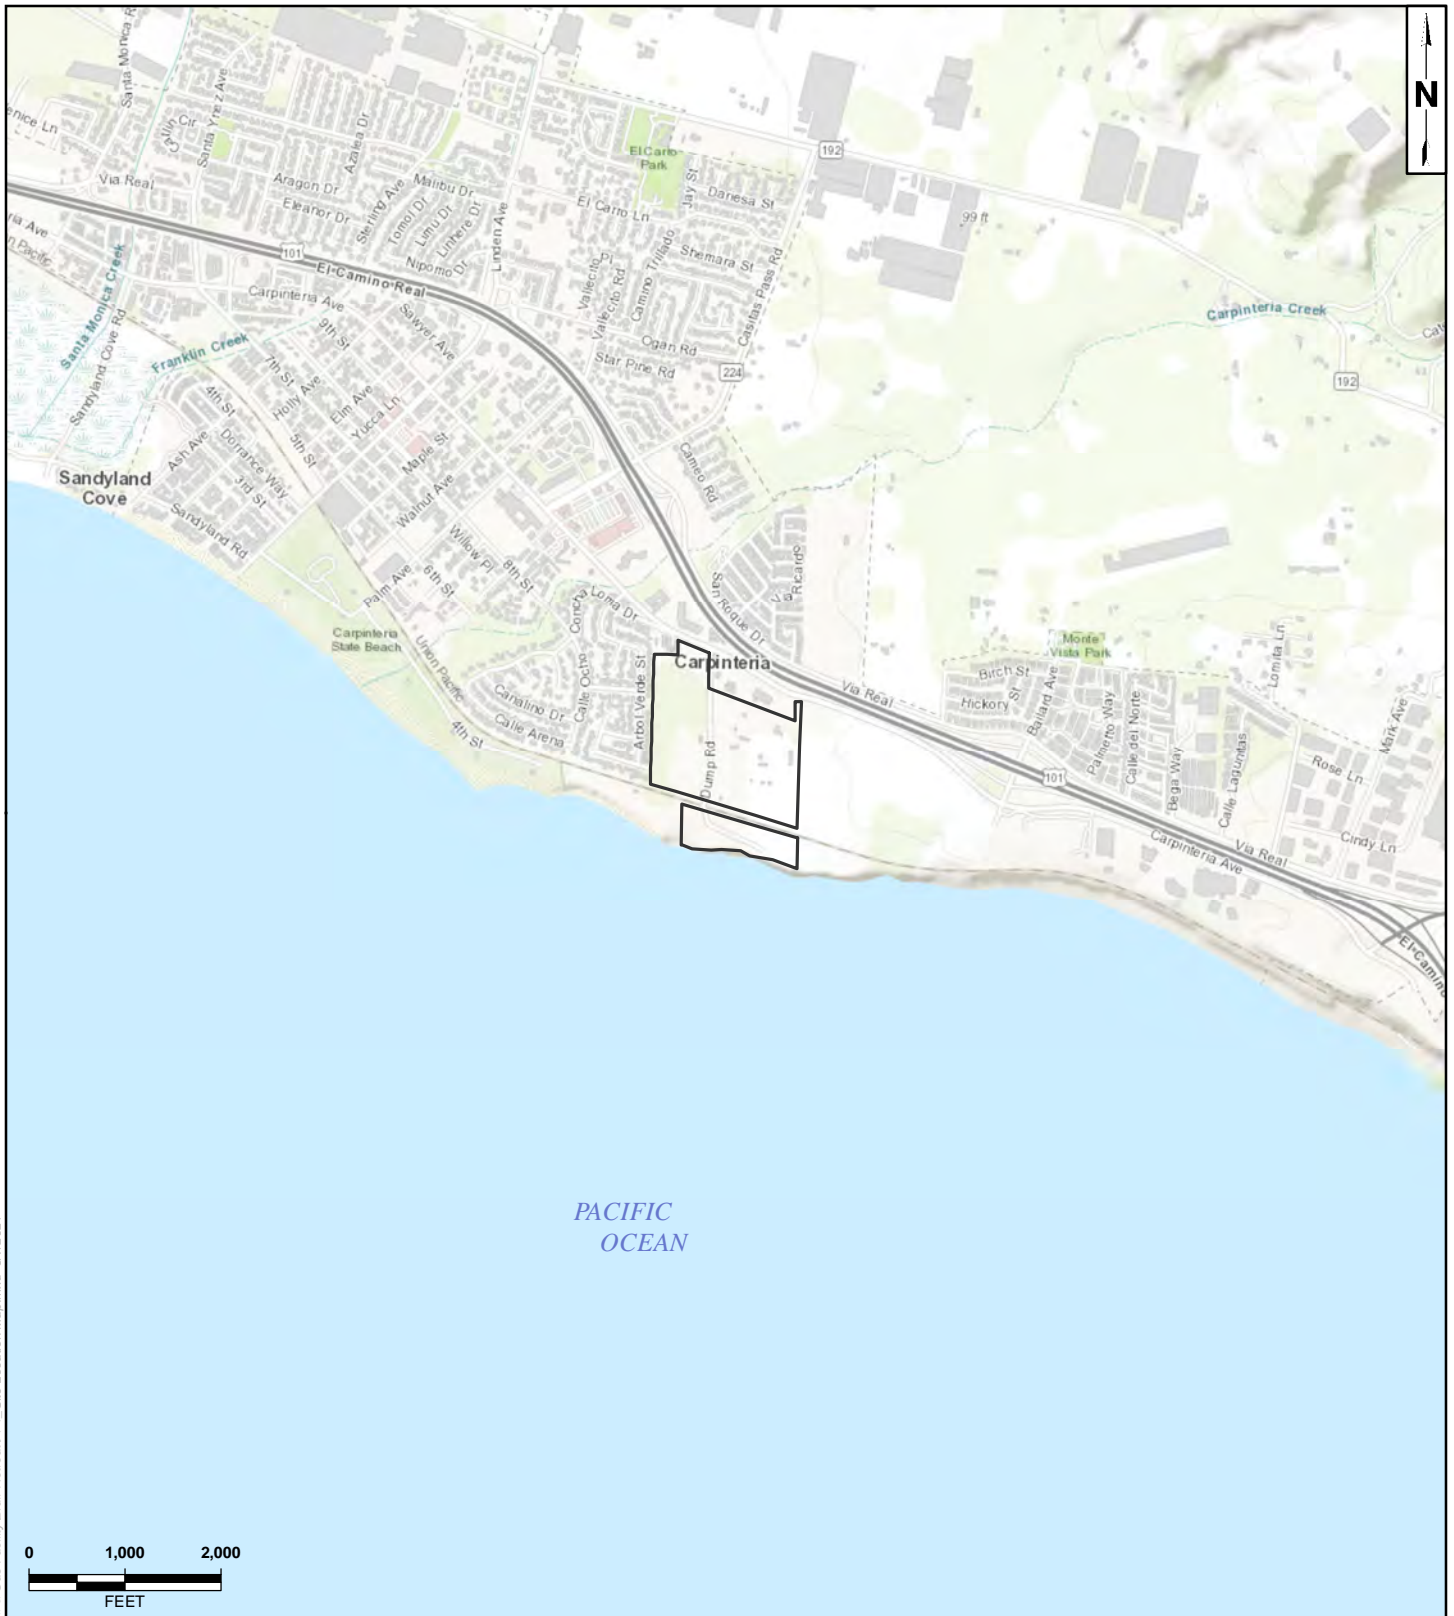 Santa Monica R
N
enice Ln
Catlin Cir
Santa Ynez Ave
Azalea Dr
El Carro
Park
192
Via Real
Aragon Dr
Malibu Dr
Jay St
Danesa St
Eleanor Dr
Sterling Ave
Tomol Dr
Limu Dr
Linhere Dr
Linden Ave
El Carro Ln
99 ft
ria Ave
n Pacific
Santa Monica Creek
101
El Camino Real
Nipomo Dr
Vallecito Pl
Vallecito Rd
Camino Trillado
Shemara St
Casitas Pass Rd
Carpinteria Ave
Sandyland Cove Rd
9th St
Sawyer Ave
Carpinteria Creek
Franklin Creek
Ogan Rd
Star Pine Rd
224
192
Cat
7th St
Holly Ave
Elm Ave
Yucca Ln
4th St
5th St
Maple St
Ash Ave
Dorrance Way
3rd St
Walnut Ave
Cameo Rd
Sandyland
Cove
Sandyland Rd
Willow Pl
8th St
6th St
Palm Ave
Concha Loma Dr
San Roque Dr
Via Ricardo
Carpinteria
State Beach
Union Pacific
Carpinteria
Monte
Vista Park
Lomita Ln
Calle Ocho
Arbol Verde St
Canalino Dr
Calle Arena
4th St
Dump Rd
Via Real
Birch St
Hickory St
Ballard Ave
Palmetto Way
Calle del Norte
Bega Way
Calle Lagunitas
Mark Ave
Rose Ln
101
Cindy Ln
Via Real
Carpinteria Ave
El Camino
PACIFIC
OCEAN
0 1,000 2,000
FEET